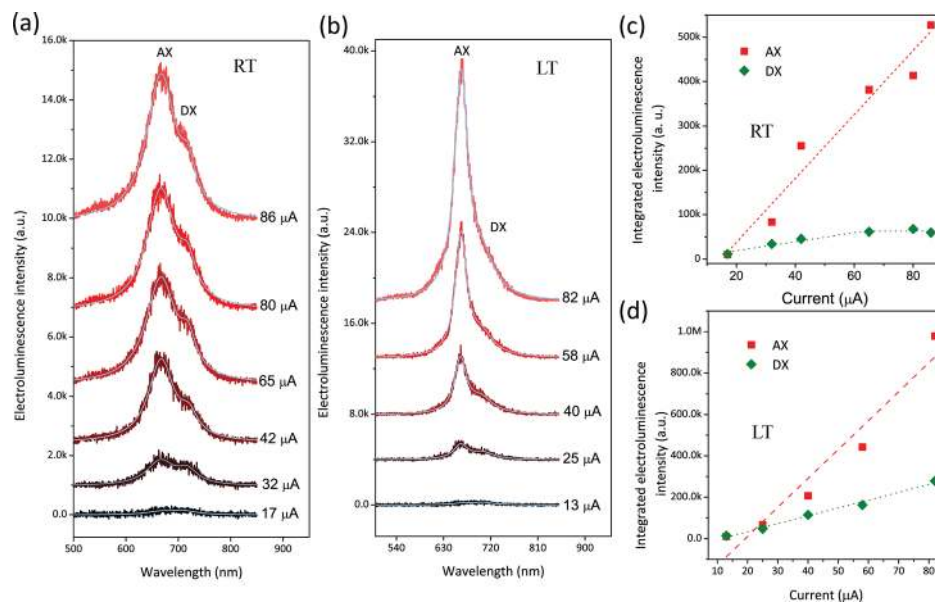 (a)
AX
RT
DX
16.0k
14.0k
12.0k
10.0k
8.0k
6.0k
4.0k
2.0k
0.0
86 μA
80 μA
65 μA
42 μA
32 μA
17 μA
500 600 700 800 900
Wavelength (nm)
Electroluminescence intensity (a.u.)
(b)
AX
LT
DX
40.0k
32.0k
24.0k
16.0k
8.0k
0.0
82 μA
58 μA
40 μA
25 μA
13 μA
540 630 720 810 900
Wavelength (nm)
Electroluminescence intensity (a.u.)
(c)
AX
DX
RT
500k
400k
300k
200k
100k
0
20 40 60 80
Current (μA)
Integrated electroluminescence
intensity (a. u.)
(d)
AX
DX
LT
1.0M
800.0k
600.0k
400.0k
200.0k
0.0
10 20 30 40 50 60 70 80
Current (μA)
Integrated electroluminescence
intensity (a.u.)